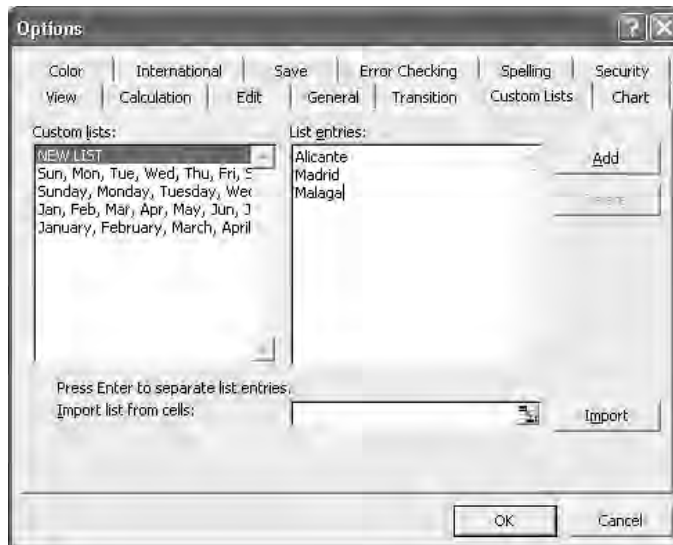 Options
Color International Save Error Checking Spelling Security
View Calculation Edit General Transition Custom Lists Chart
Custom lists: List entries:
NEW LIST
Sun, Mon, Tue, Wed, Thu, Fri, S
Sunday, Monday, Tuesday, Wed
Jan, Feb, Mar, Apr, May, Jun, J
January, February, March, April
Alicante
Madrid
Malaga
Add
Press Enter to separate list entries.
Import list from cells:
Import
OK Cancel